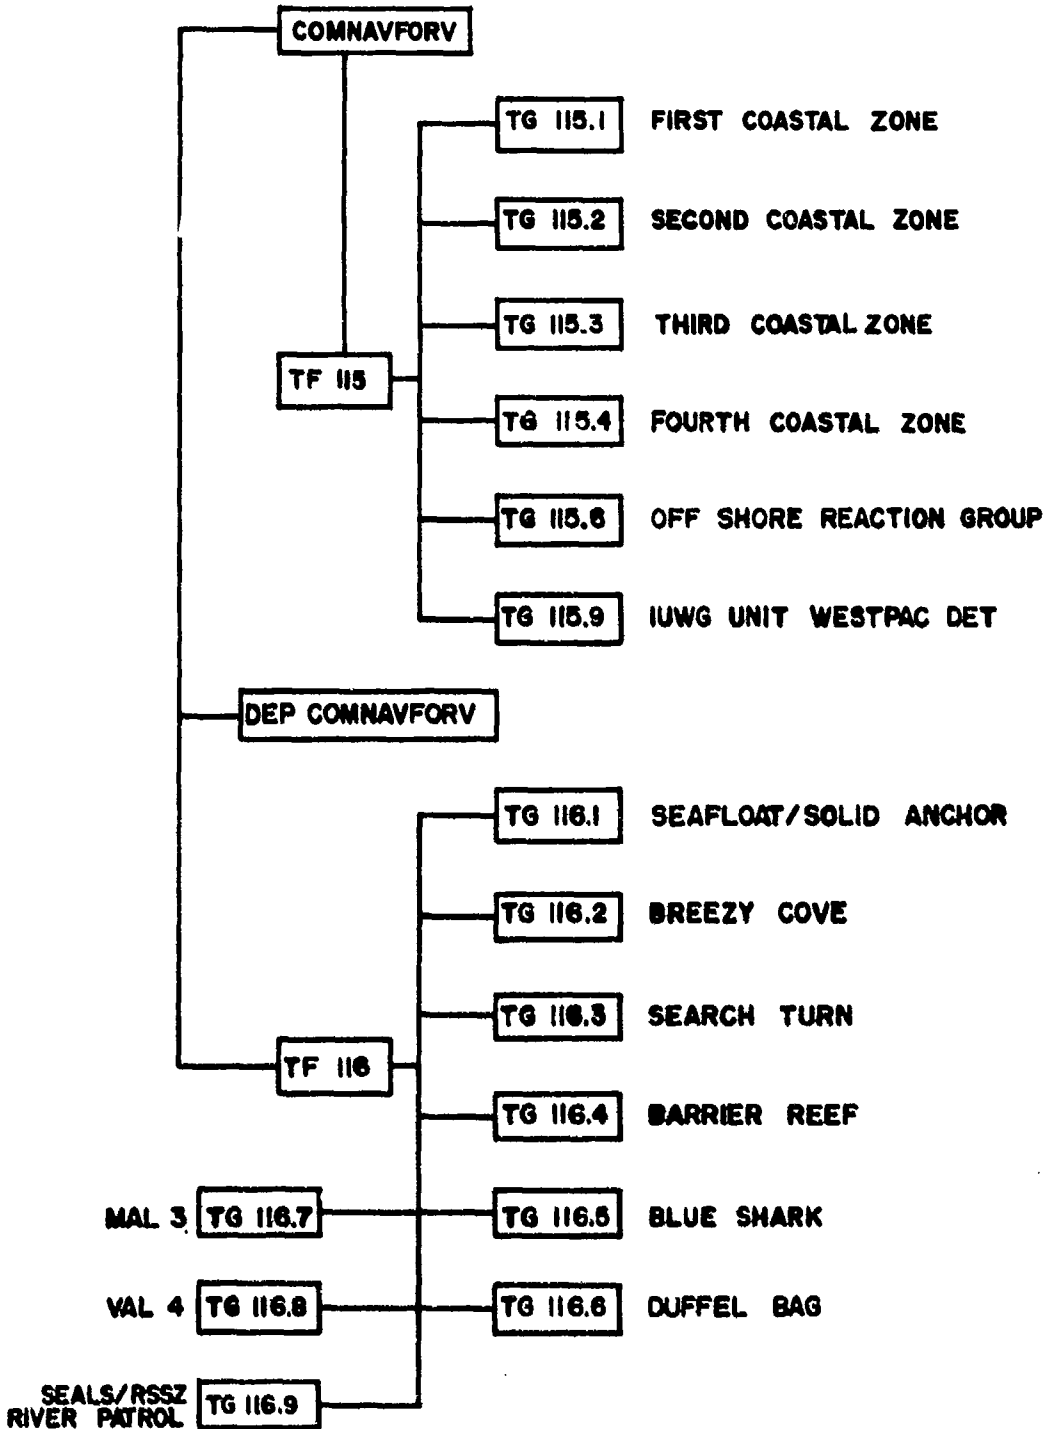 COMNAVFORV
TG 115.1 FIRST COASTAL ZONE
TG 115.2 SECOND COASTAL ZONE
TG 115.3 THIRD COASTAL ZONE
TF 115
TG 115.4 FOURTH COASTAL ZONE
TG 115.6 OFF SHORE REACTION GROUP
TG 115.9 IUWG UNIT WESTPAC DET
DEP COMNAVFORV
TG 116.1 SEAFLOAT/SOLID ANCHOR
TG 116.2 BREEZY COVE
TG 116.3 SEARCH TURN
TF 116
TG 116.4 BARRIER REEF
MAL 3 TG 116.7 TG 116.5 BLUE SHARK
VAL 4 TG 116.8 TG 116.6 DUFFEL BAG
SEALS/RSSZ
RIVER PATROL TG 116.9